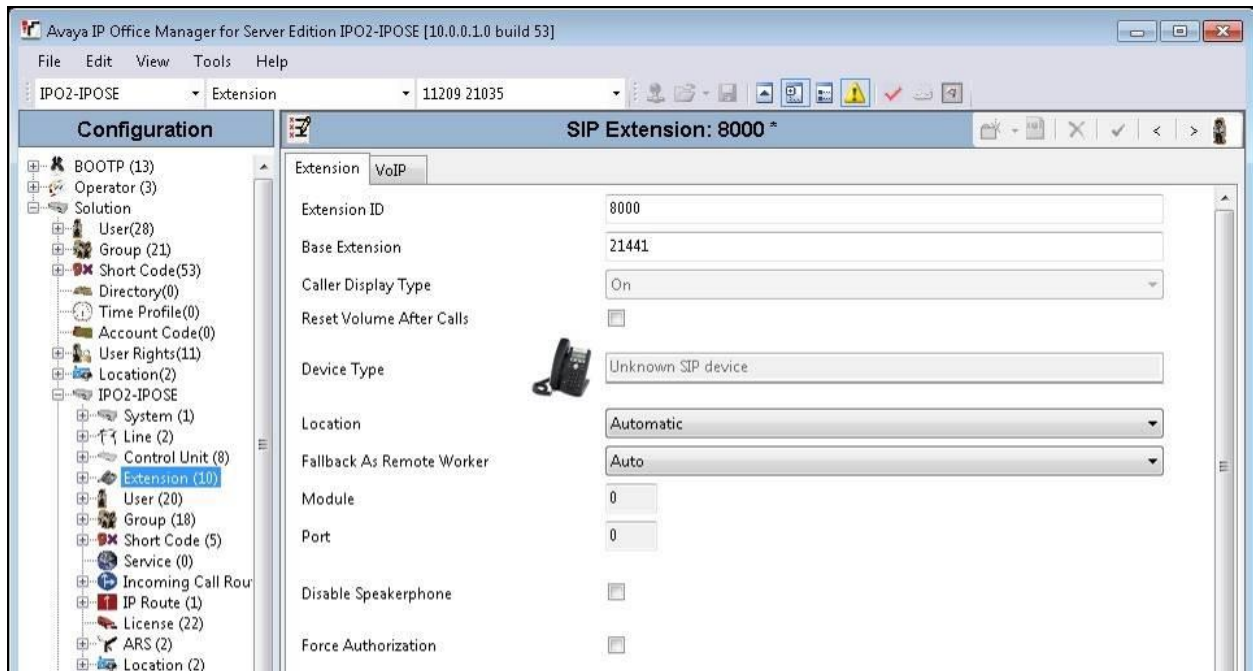 Avaya IP Office Manager for Server Edition IPO2-IPOSE [10.0.0.1.0 build 53]
File Edit View Tools Help
IPO2-IPOSE Extension 11209 21035
Configuration
BOOTP (13)
Operator (3)
Solution
User(28)
Group (21)
Short Code(53)
Directory(0)
Time Profile(0)
Account Code(0)
User Rights(11)
Location(2)
IPO2-IPOSE
System (1)
Line (2)
Control Unit (8)
Extension (10)
User (20)
Group (18)
Short Code (5)
Service (0)
Incoming Call Rou
IP Route (1)
License (22)
ARS (2)
Location (2)
SIP Extension: 8000 *
Extension VoIP
Extension ID 8000
Base Extension 21441
Caller Display Type On
Reset Volume After Calls
Device Type Unknown SIP device
Location Automatic
Fallback As Remote Worker Auto
Module 0
Port 0
Disable Speakerphone
Force Authorization